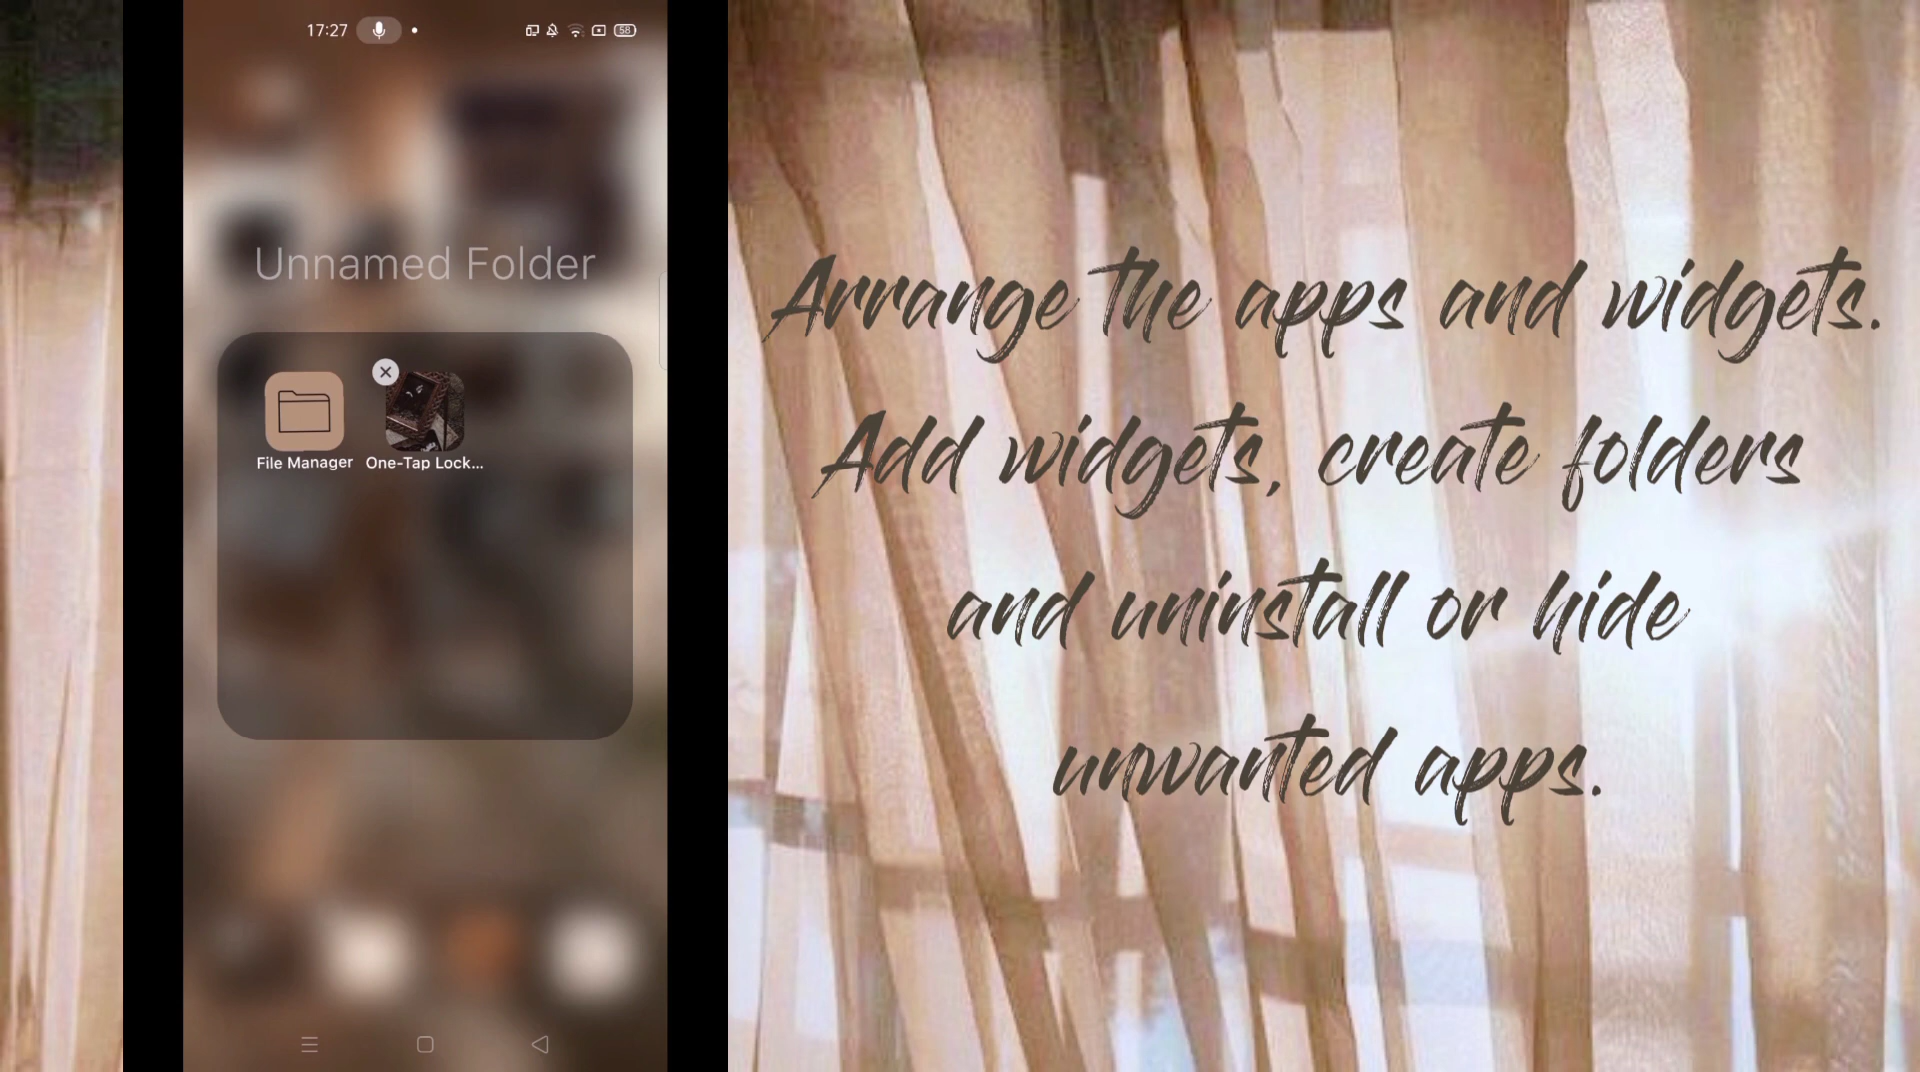 17:27
58
Unnamed Folder
File Manager One-Tap Lock...
Arrange the apps and widgets.
Add widgets, create folders
and uninstall or hide
unwanted apps.